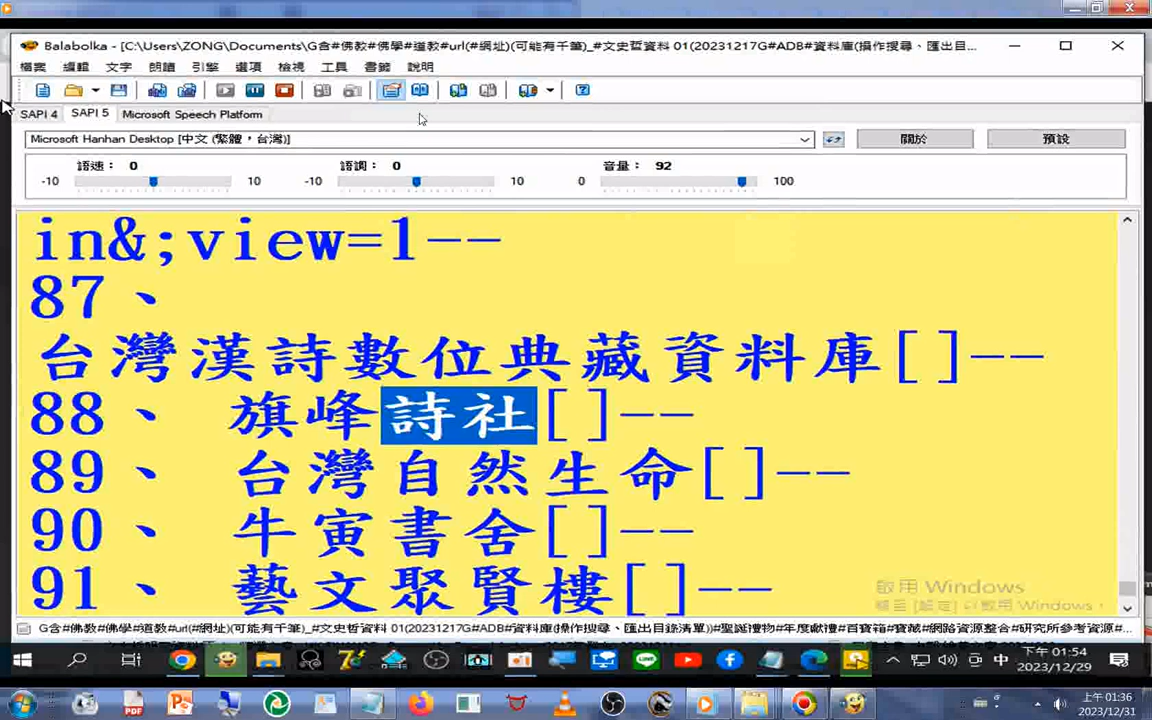 Balabolka - [C:\Users\ZONG\Documents\G含#佛教#佛學#道教#url(#網址)(可能有千筆)_#文史哲資料 01(20231217G#ADB#資料庫(操作搜尋、匯出目...
檔案 編輯 文字 朗讀 引擎 選項 檢視 工具 書籤 說明
SAPI 4 SAPI 5 Microsoft Speech Platform
Microsoft Hanhan Desktop [中文 (繁體，台灣)] 關於 預設
語速： 0 語調： 0 音量： 92
-10 10 -10 10 0 100
in&;view=1--
87、
台灣漢詩數位典藏資料庫[]--
88、 旗峰詩社[]--
89、 台灣自然生命[]--
90、 牛寅書舍[]--
91、 藝文聚賢樓[]--
啟用 Windows
G含#佛教#佛學#道教#url(#網址)(可能有千筆)_#文史哲資料 01(20231217G#ADB#資料庫(操作搜尋、匯出目錄清單))#聖誕禮物#年度獻禮#百寶箱#寶藏#網路資源整合#研究所參考資源#...
中 下午 01:54
2023/12/29
上午 01:36
2023/12/31